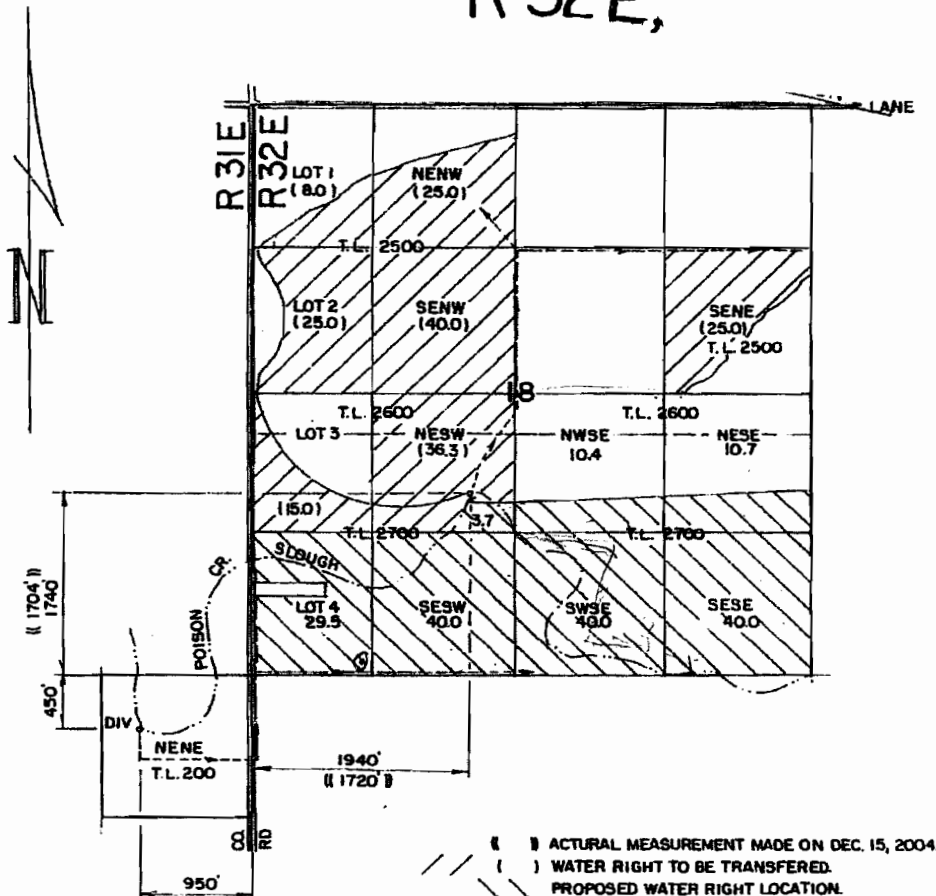 R 32 E,
LANE
R 31 E
R 32 E
LOT 1
(8.0)
NENW
(25.0)
T.L. 2500
N
LOT 2
(25.0)
SENW
(40.0)
SENE
(25.0)
T.L. 2500
18
T.L. 2600
T.L. 2600
LOT 3
NESW
(36.3)
NWSE
10.4
NESE
10.7
(15.0)
3.7
T.L. 2700
T.L. 2700
SLOUGH
CR.
POISON
(( 1704' ))
1740'
LOT 4
29.5
SESW
40.0
SWSE
40.0
SESE
40.0
450'
DIV
NENE
T.L. 200
1940'
(( 1720' ))
CO. RD
950'
(( )) ACTURAL MEASUREMENT MADE ON DEC. 15, 2004
( ) WATER RIGHT TO BE TRANSFERED.
PROPOSED WATER RIGHT LOCATION.